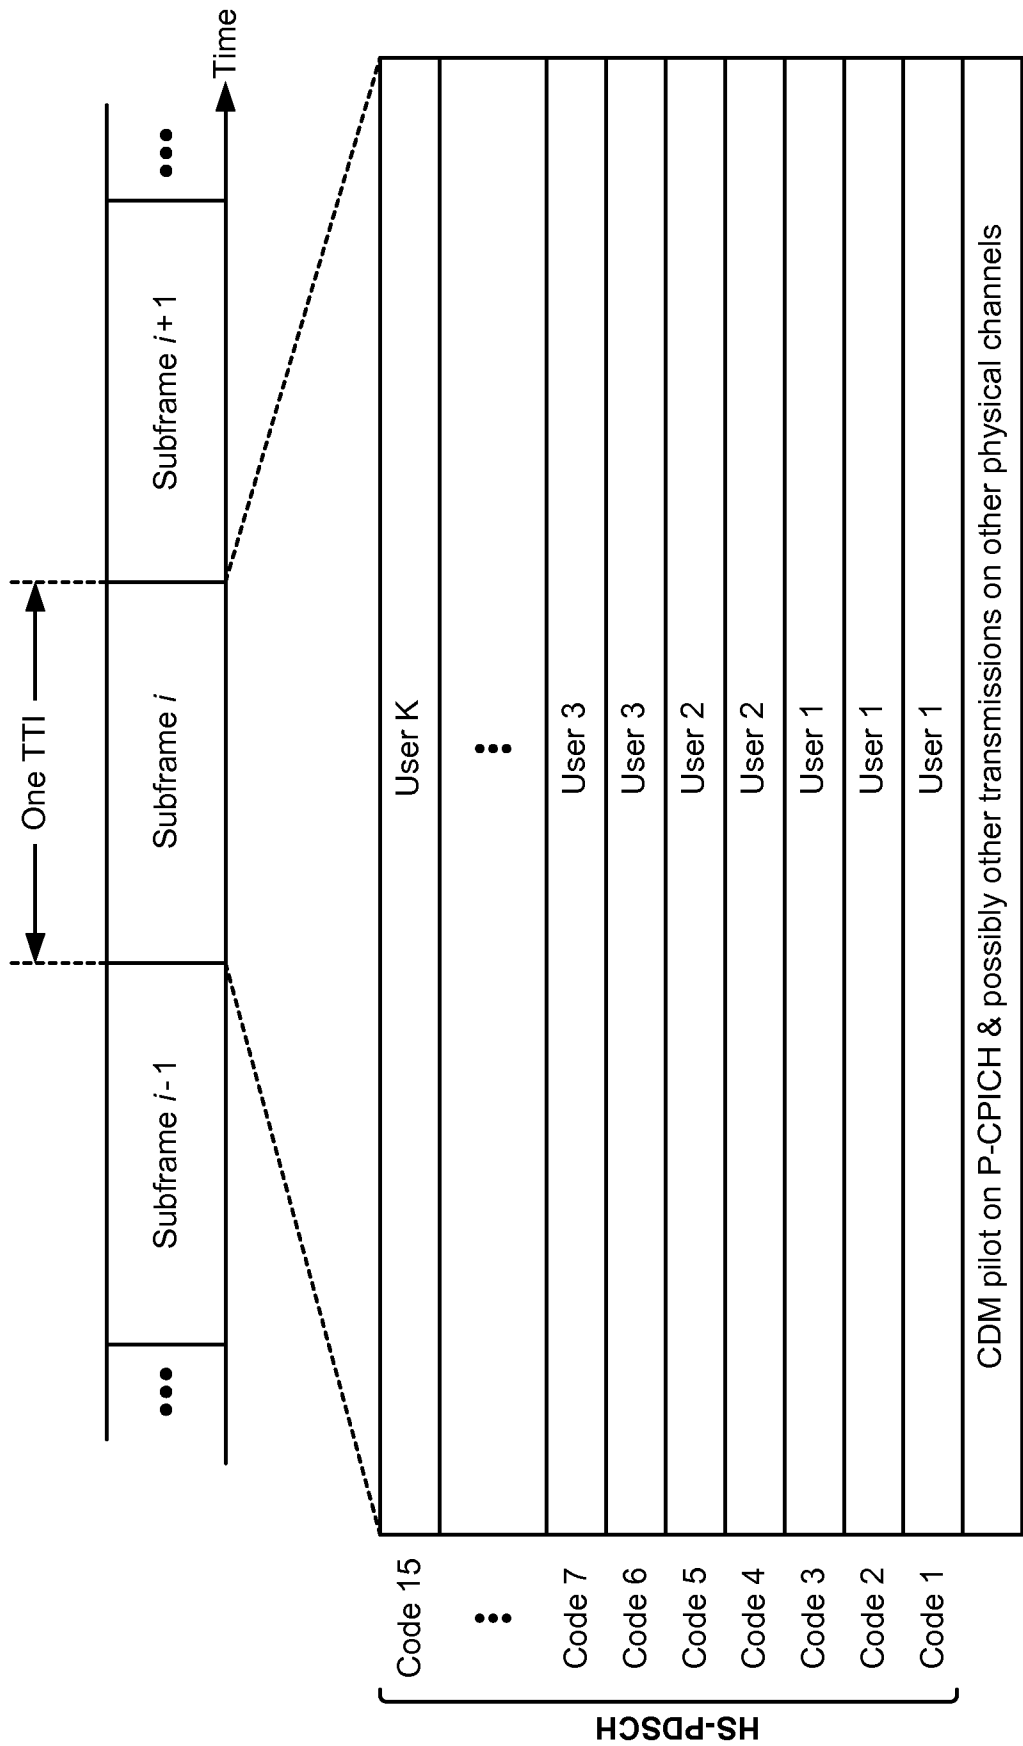 One TTI
Subframe i - 1
Subframe i
Subframe i + 1
Time
HS-PDSCH
Code 15
User K
Code 7
User 3
Code 6
User 3
Code 5
User 2
Code 4
User 2
Code 3
User 1
Code 2
User 1
Code 1
User 1
CDM pilot on P-CPICH & possibly other transmissions on other physical channels